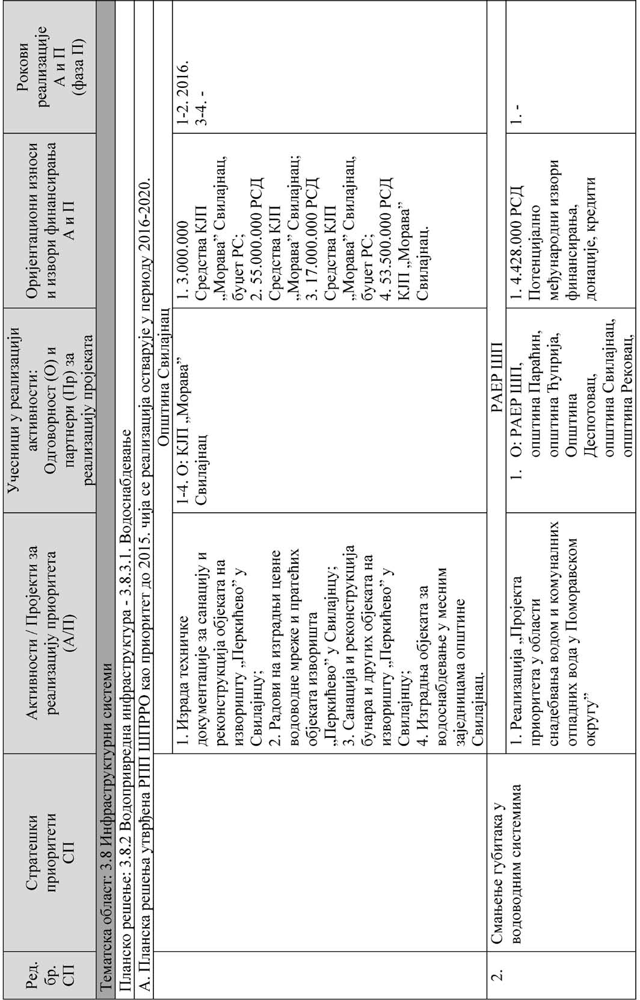 Ред.
бр.
СП
Стратешки
приоритети
СП
Активности / Пројекти за
реализацију приоритета
(А/П)
Учесници у реализацији
активности:
Одговорност (О) и
партнери (Пр) за
реализацију пројеката
Оријентациони износи
и извори финансирања
А и П
Рокови
реализације
А и П
(фаза П)
Тематска област: 3.8 Инфраструктурни системи
Планско решење: 3.8.2 Водопривредна инфраструктура - 3.8.3.1. Водоснабдевање
А. Планска решења утврђена РПП ШПРО као приоритет до 2015. чија се реализација остварује у периоду 2016-2020.
Општина Свилајнац
1. Израда техничке
документације за санацију и
реконструкција објеката на
изворишту „Перкићево” у
Свилајнцу;
2. Радови на изградњи цевне
водоводне мреже и пратећих
објеката изворишта
„Перкићево” у Свилајнцу;
3. Санација и реконструкција
бунара и других објеката на
изворишту „Перкићево” у
Свилајнцу;
4. Изградња објеката за
водоснабдевање у месним
заједницама општине
Свилајнац.
1-4. О: КЈП „Морава”
Свилајнац
1. 3.000.000
Средства КЈП
„Морава” Свилајнац,
буџет РС;
2. 55.000.000 РСД
Средства КЈП
„Морава” Свилајнац;
3. 17.000.000 РСД
Средства КЈП
„Морава” Свилајнац,
буџет РС;
4. 53.500.000 РСД
КЈП „Морава”
Свилајнац.
1-2. 2016.
3-4. -
2.
Смањење губитака у
водоводним системима
РАЕР ШП
1. Реализација „Пројекта
приоритета у области
снадебвања водом и комуналних
отпадних вода у Поморавском
округу”
1. О: РАЕР ШП,
општина Параћин,
општина Ћуприја,
Општина
Деспотовац,
општина Свилајнац,
општина Рековац,
1. 4.428.000 РСД
Потенцијално
међународни извори
финансирања,
донације, кредити
1. -